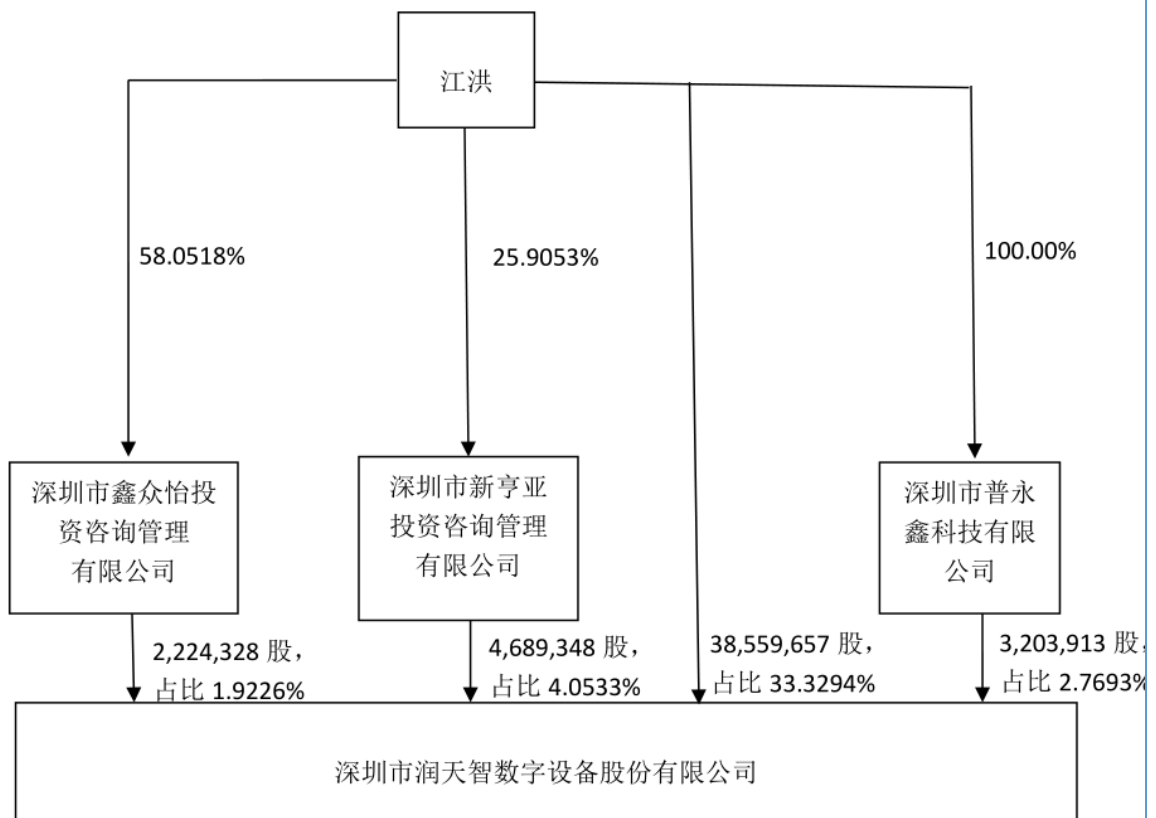 江洪
58.0518%
25.9053%
100.00%
深圳市鑫众怡投
资咨询管理
有限公司
深圳市新亨亚
投资咨询管理
有限公司
深圳市普永
鑫科技有限
公司
2,224,328 股，
占比 1.9226%
4,689,348 股，
占比 4.0533%
38,559,657 股，
占比 33.3294%
3,203,913 股，
占比 2.7693%
深圳市润天智数字设备股份有限公司